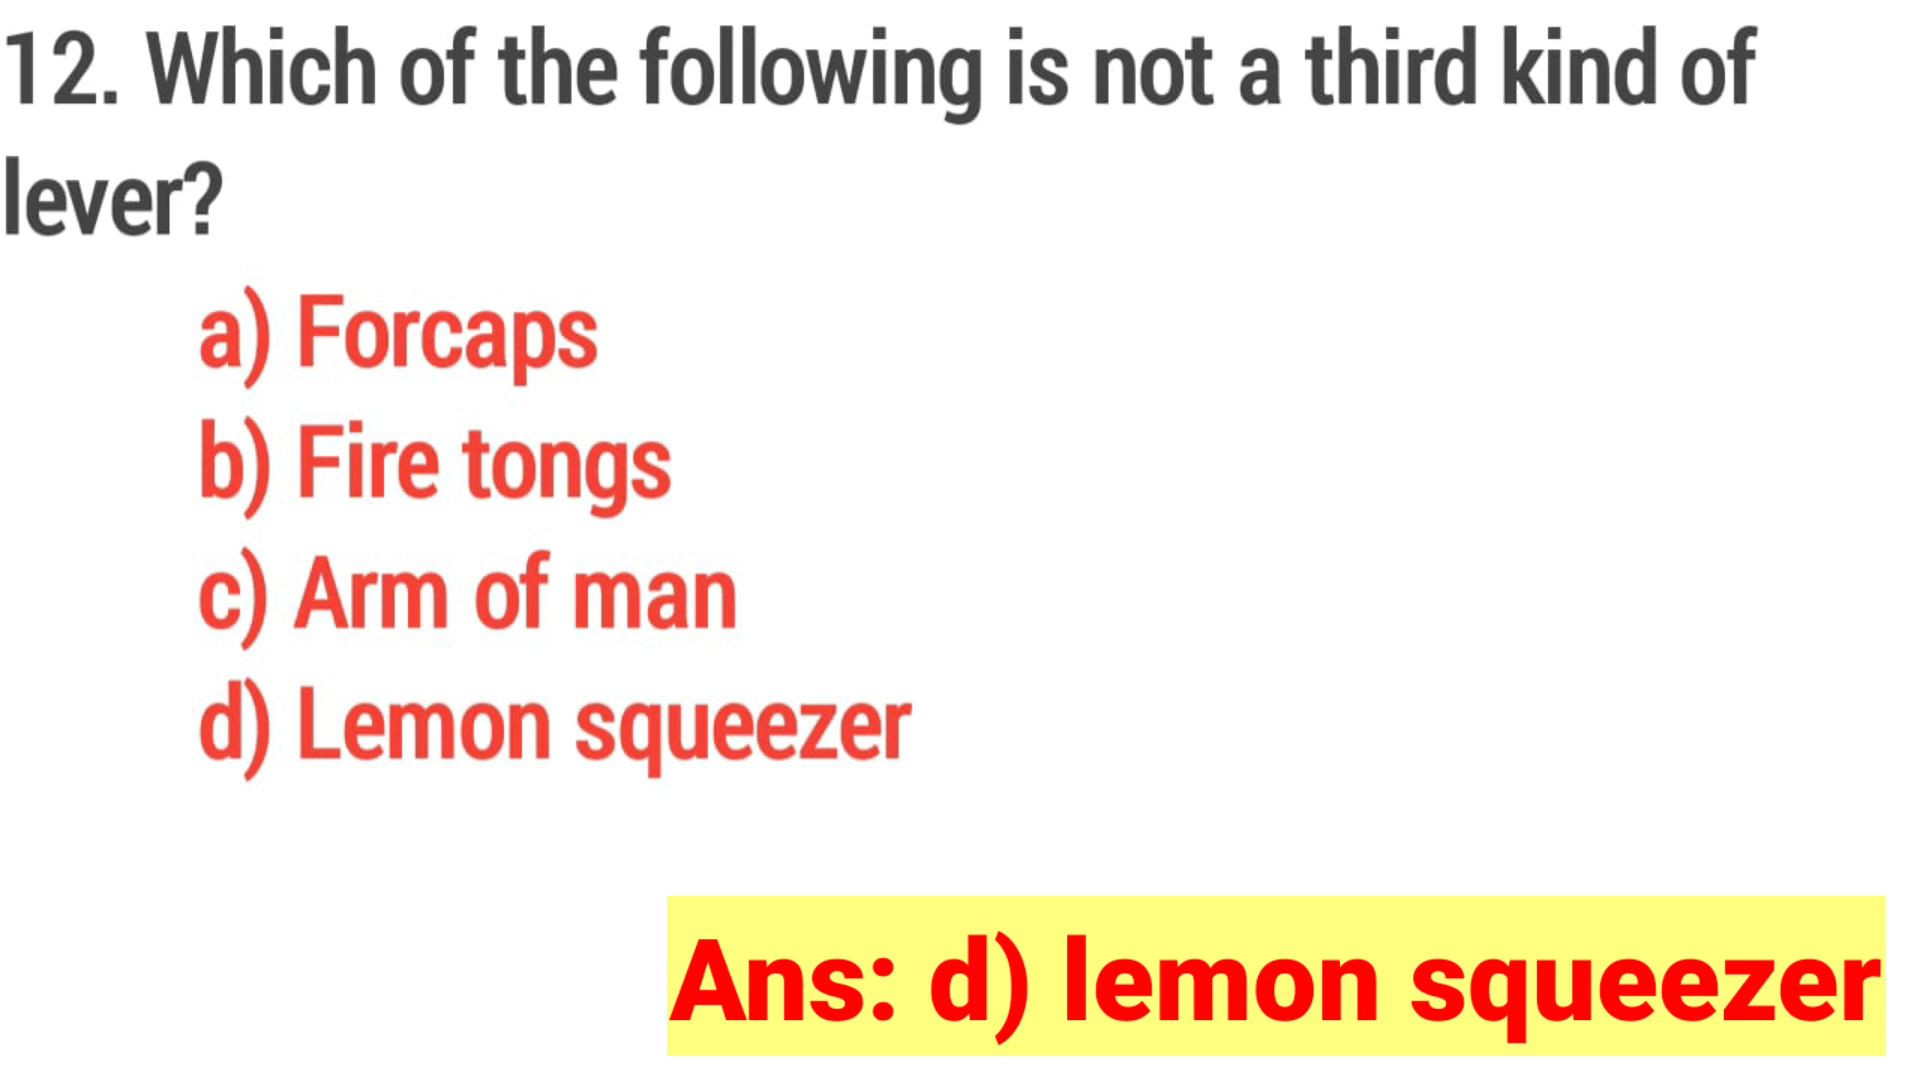 12. Which of the following is not a third kind of
lever?
a) Forcaps
b) Fire tongs
c) Arm of man
d) Lemon squeezer
Ans: d) lemon squeezer